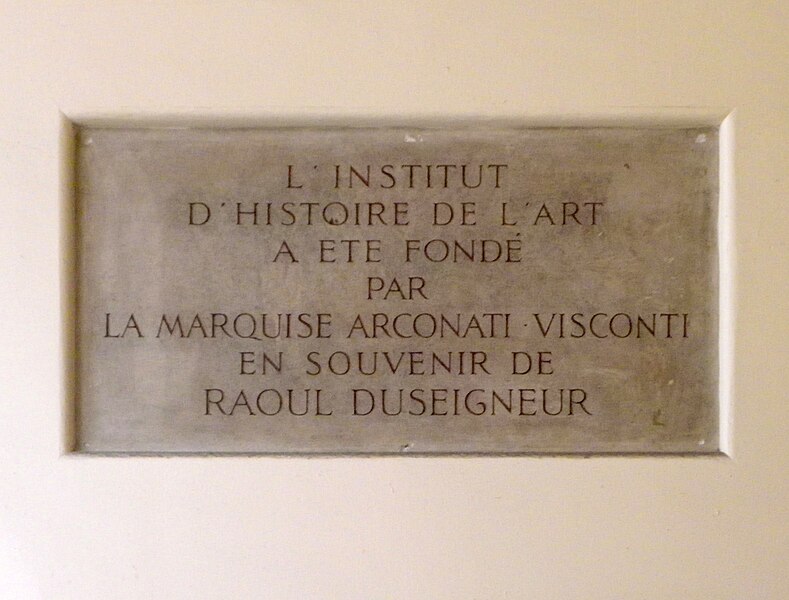 L'INSTITUT
D'HISTOIRE DE L'ART
A ETE FONDÉ
PAR
LA MARQUISE ARCONATI-VISCONTI
EN SOUVENIR DE
RAOUL DUSEIGNEUR